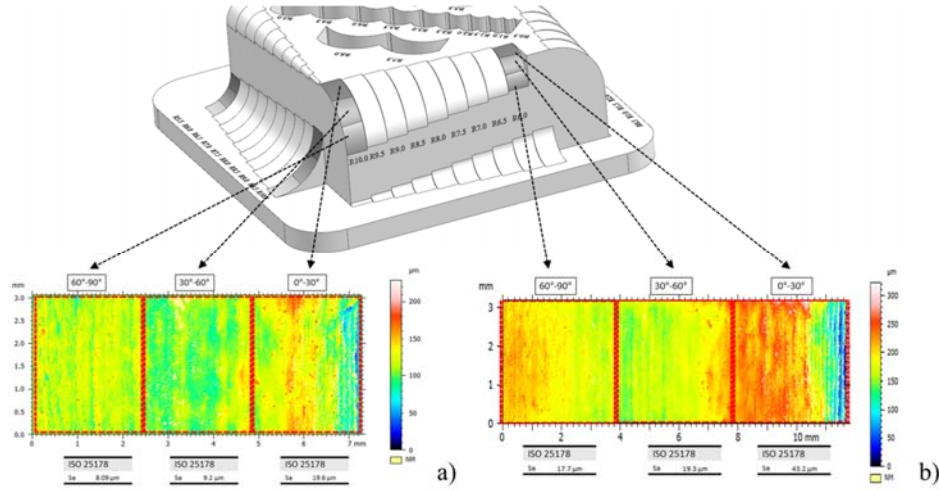 R10.0 R9.5 R9.0 R8.5 R8.0 R7.5 R7.0 R6.5 R6.0
60°-90°
30°-60°
0°-30°
µm
200
150
100
50
0
NM
mm
3.0
2.5
2.0
1.5
1.0
0.5
0.0
0 1 2 3 4 5 6 7 mm
ISO 25178
Sa 8.09 µm
ISO 25178
Sa 9.2 µm
ISO 25178
Sa 19.6 µm
a)
60°-90°
30°-60°
0°-30°
µm
300
250
200
150
100
50
0
NM
mm
3
2
1
0
0 2 4 6 8 10 mm
ISO 25178
Sa 17.7 µm
ISO 25178
Sa 19.3 µm
ISO 25178
Sa 43.2 µm
b)